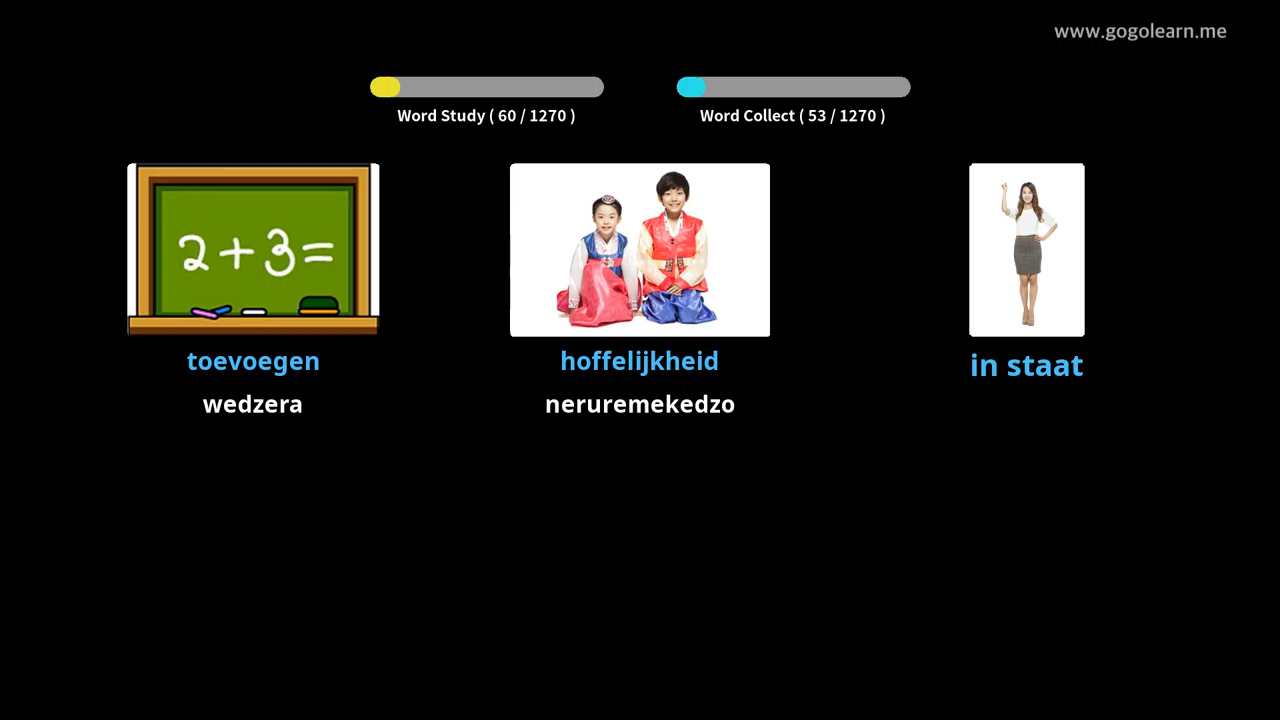 www.gogolearn.me
Word Study ( 60 / 1270 )
Word Collect ( 53 / 1270 )
2+3=
toevoegen
hoffelijkheid
in staat
wedzera
neruremekedzo